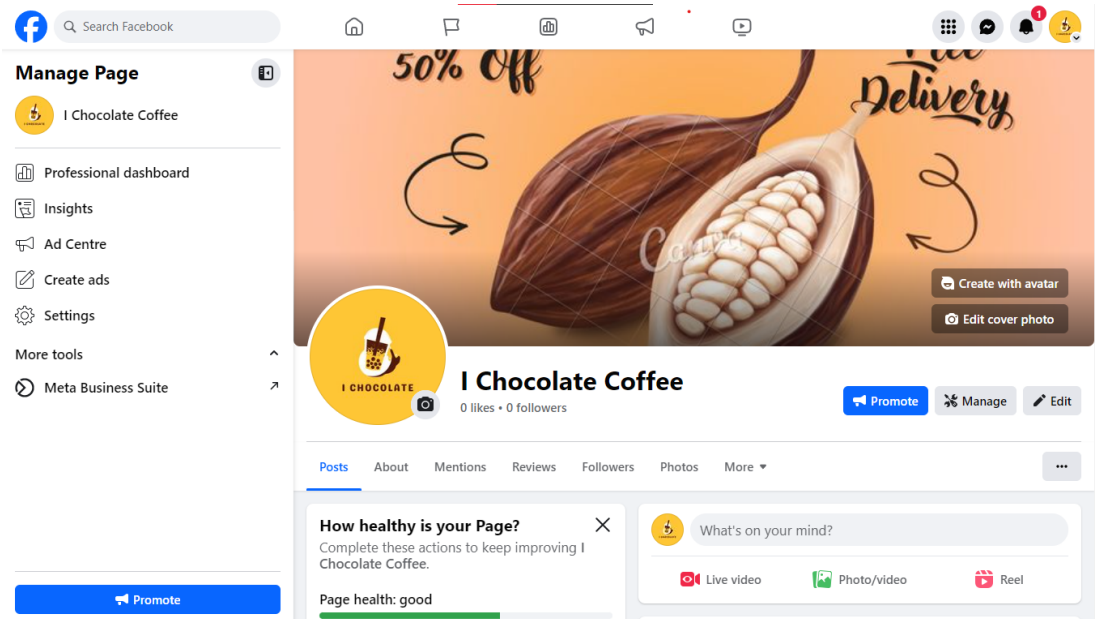 Search Facebook
1
Manage Page
I Chocolate Coffee
Professional dashboard
Insights
Ad Centre
Create ads
Settings
More tools
Meta Business Suite
Promote
50% Off
Free
Delivery
Canva
Create with avatar
Edit cover photo
I CHOCOLATE
I Chocolate Coffee
0 likes • 0 followers
Promote
Manage
Edit
Posts
About
Mentions
Reviews
Followers
Photos
More
How healthy is your Page?
Complete these actions to keep improving I
Chocolate Coffee.
Page health: good
What's on your mind?
Live video
Photo/video
Reel